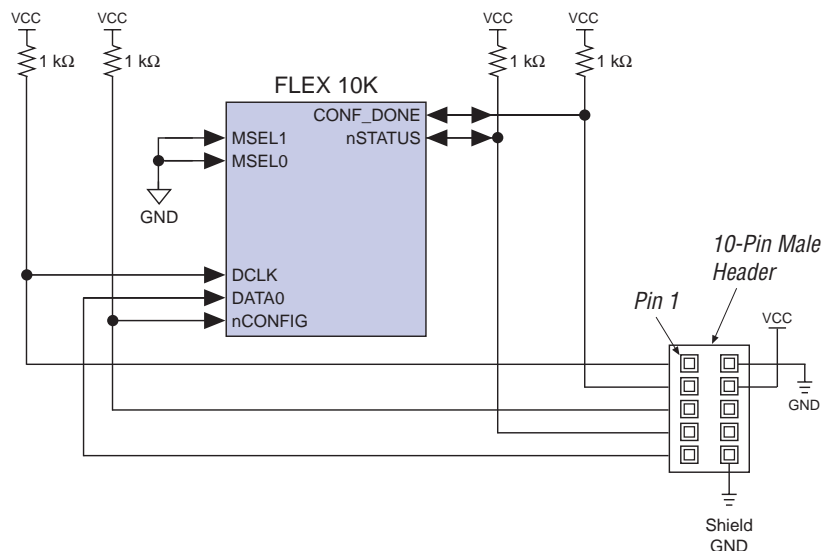 VCC
VCC
VCC
VCC
1 kΩ
1 kΩ
1 kΩ
1 kΩ
FLEX 10K
CONF_DONE
nSTATUS
MSEL1
MSEL0
GND
DCLK
DATA0
nCONFIG
10-Pin Male
Header
Pin 1
VCC
GND
Shield
GND